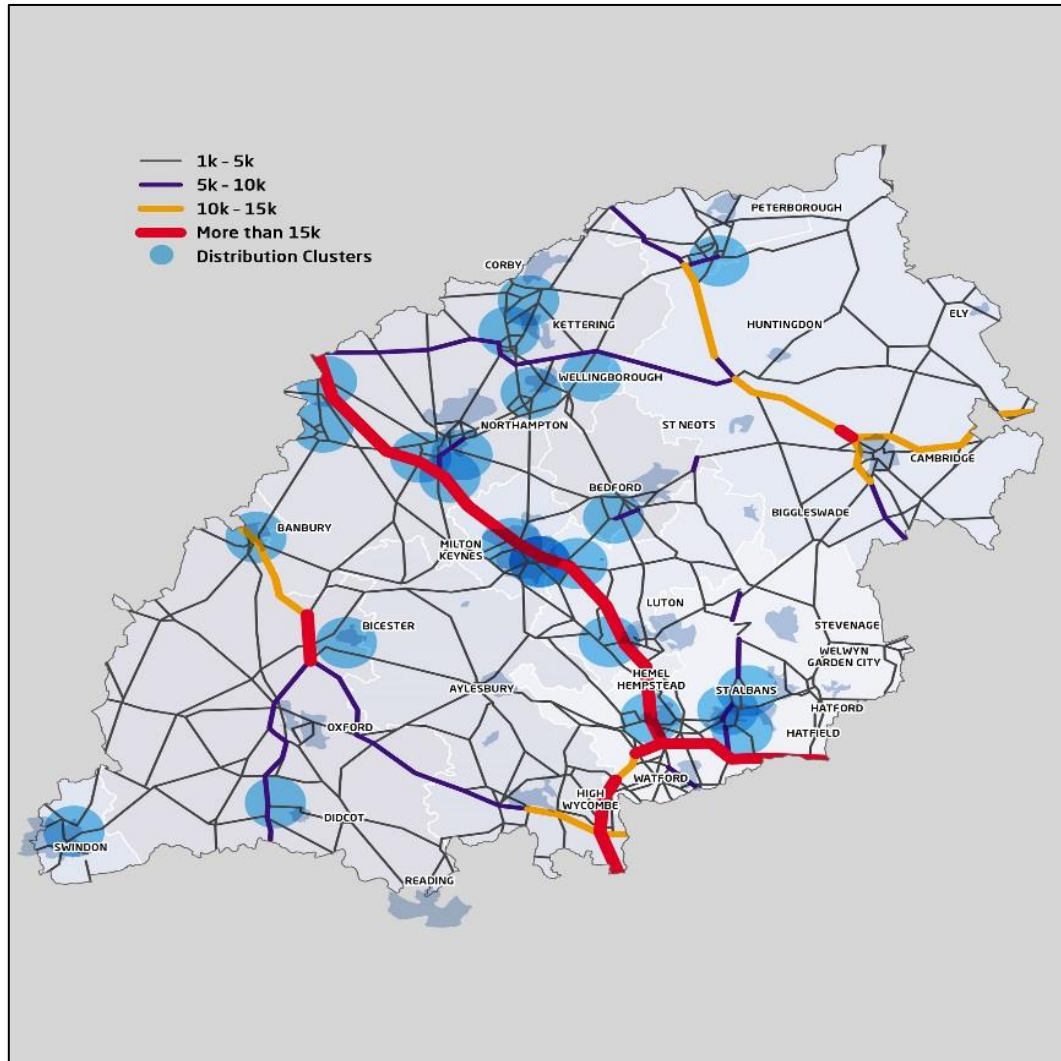 1k - 5k
5k - 10k
10k - 15k
More than 15k
Distribution Clusters
PETERBOROUGH
CORBY
ELY
KETTERING
HUNTINGDON
WELLINGBOROUGH
NORTHAMPTON
ST NEOTS
CAMBRIDGE
BEDFORD
BIGGLESWADE
BANBURY
MILTON
KEYNES
LUTON
BICESTER
STEVENAGE
WELWYN
GARDEN CITY
HEMEL
HEMPSTEAD
AYLESBURY
ST ALBANS
HATFORD
OXFORD
HATFIELD
WATFORD
HIGH
WYCOMBE
DIDCOT
SWINDON
READING